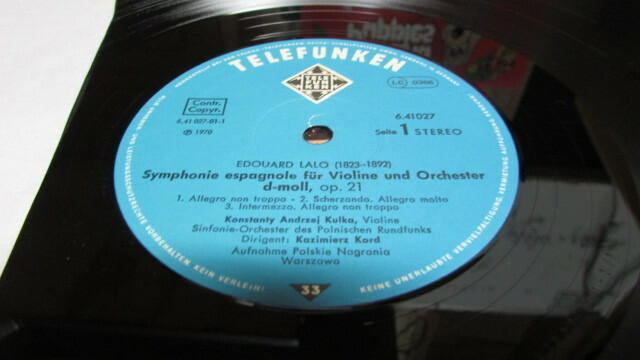 TELEFUNKEN
TELE
FUN
KEN
Contr.
Copyr.
LC 0366
6.41 027-01-1
6.41027
℗ 1970
Seite 1 STEREO
EDOUARD LALO (1823-1892)
Symphonie espagnole für Violine und Orchester
d-moll, op. 21
1. Allegro non troppo - 2. Scherzando. Allegro molto
3. Intermezzo. Allegro non troppo
Konstanty Andrzej Kulka, Violine
Sinfonie-Orchester des Polnischen Rundfunks
Dirigent: Kazimierz Kord
Aufnahme Polskie Nagrania
Warszawa
33
KEIN VERLEIH! KEINE UNERLAUBTE VERVIELFÄLTIGUNG